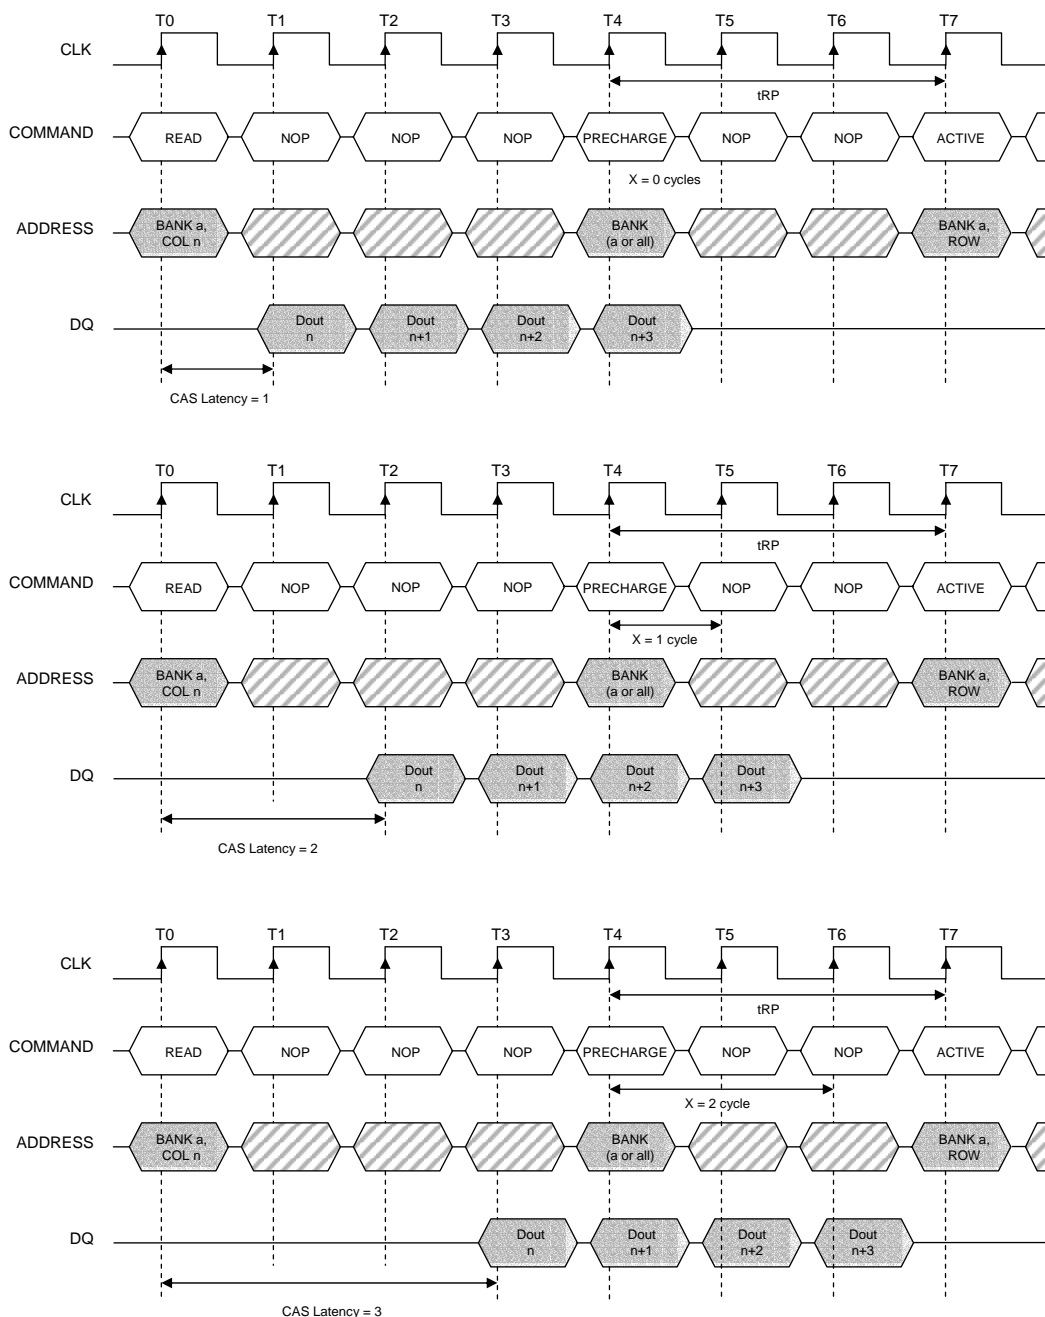 T0 T1 T2 T3 T4 T5 T6 T7
CLK
tRP
COMMAND READ NOP NOP NOP PRECHARGE NOP NOP ACTIVE
X = 0 cycles
ADDRESS
BANK a,
COL n
BANK
(a or all)
BANK a,
ROW
DQ
Dout
n
Dout
n+1
Dout
n+2
Dout
n+3
CAS Latency = 1
T0 T1 T2 T3 T4 T5 T6 T7
CLK
tRP
COMMAND READ NOP NOP NOP PRECHARGE NOP NOP ACTIVE
X = 1 cycle
ADDRESS
BANK a,
COL n
BANK
(a or all)
BANK a,
ROW
DQ
Dout
n
Dout
n+1
Dout
n+2
Dout
n+3
CAS Latency = 2
T0 T1 T2 T3 T4 T5 T6 T7
CLK
tRP
COMMAND READ NOP NOP NOP PRECHARGE NOP NOP ACTIVE
X = 2 cycle
ADDRESS
BANK a,
COL n
BANK
(a or all)
BANK a,
ROW
DQ
Dout
n
Dout
n+1
Dout
n+2
Dout
n+3
CAS Latency = 3